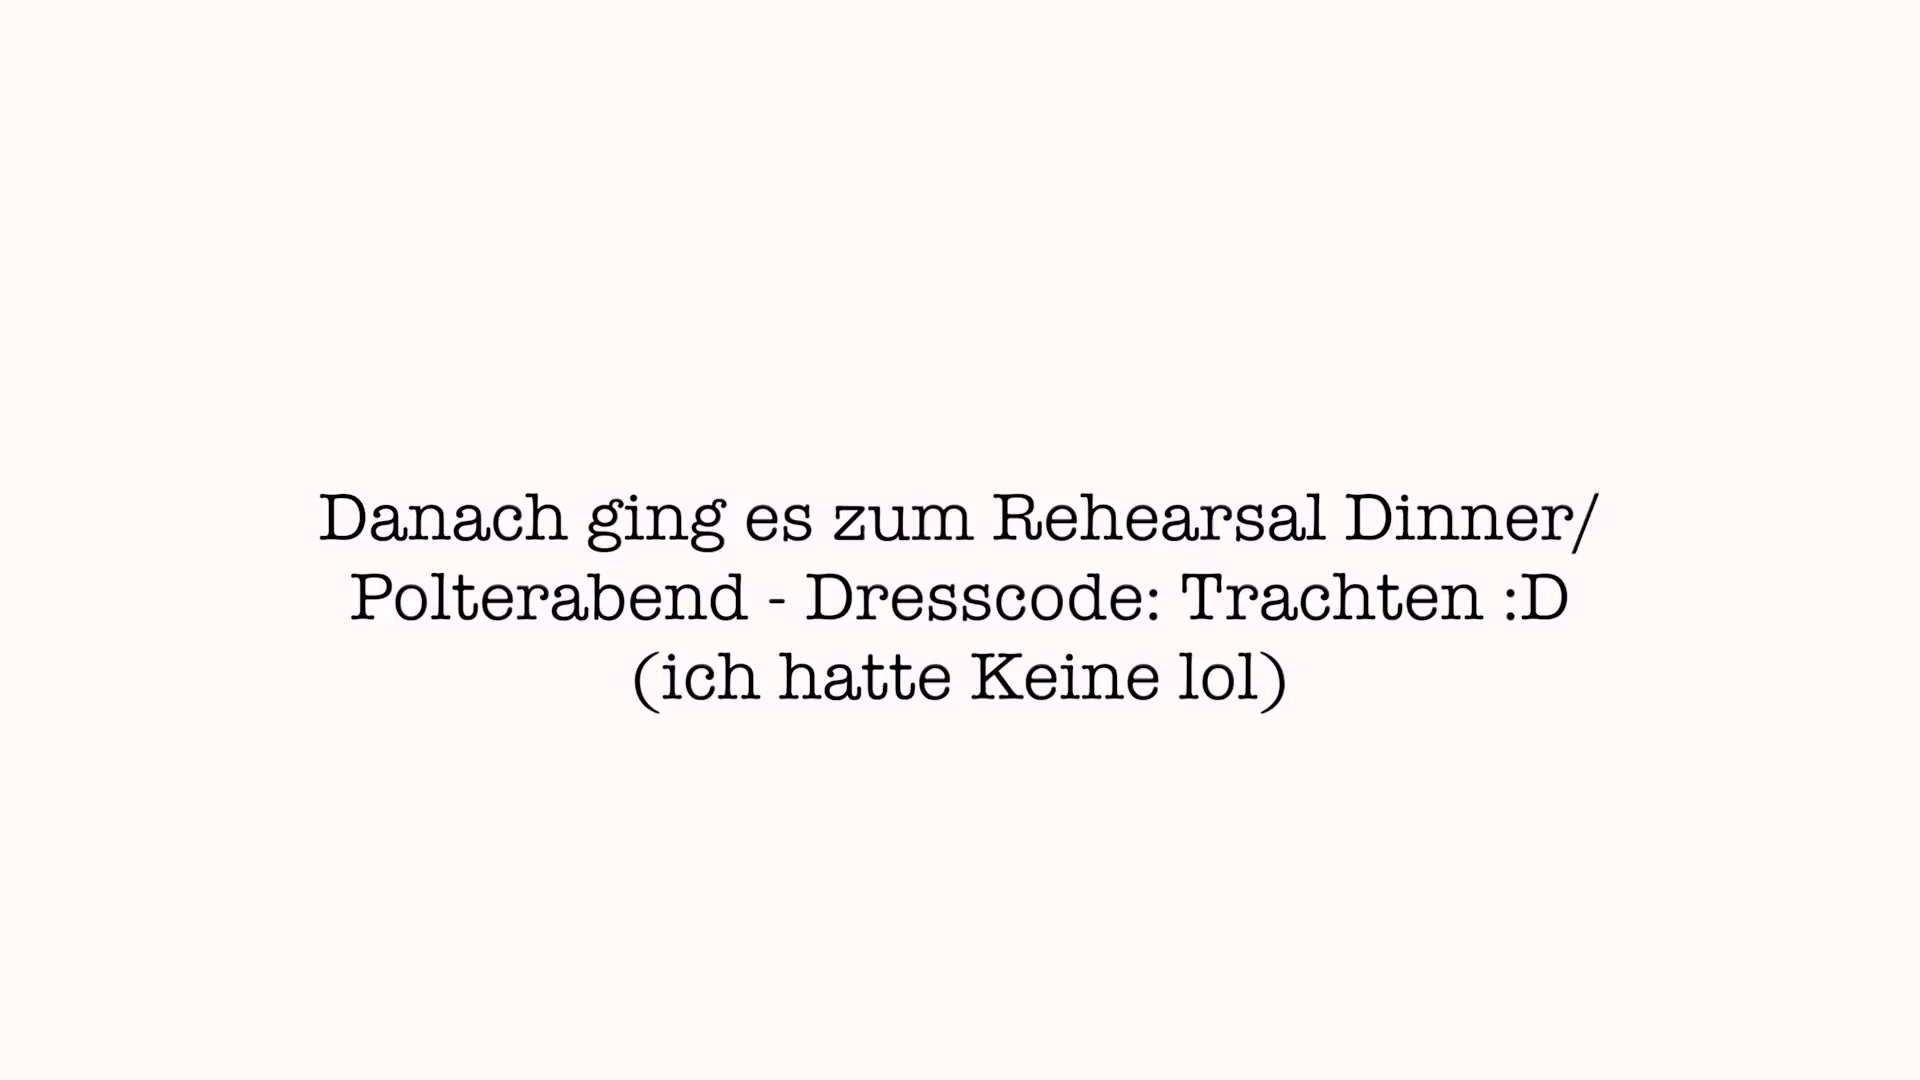 Danach ging es zum Rehearsal Dinner/
Polterabend - Dresscode: Trachten :D
(ich hatte Keine lol)